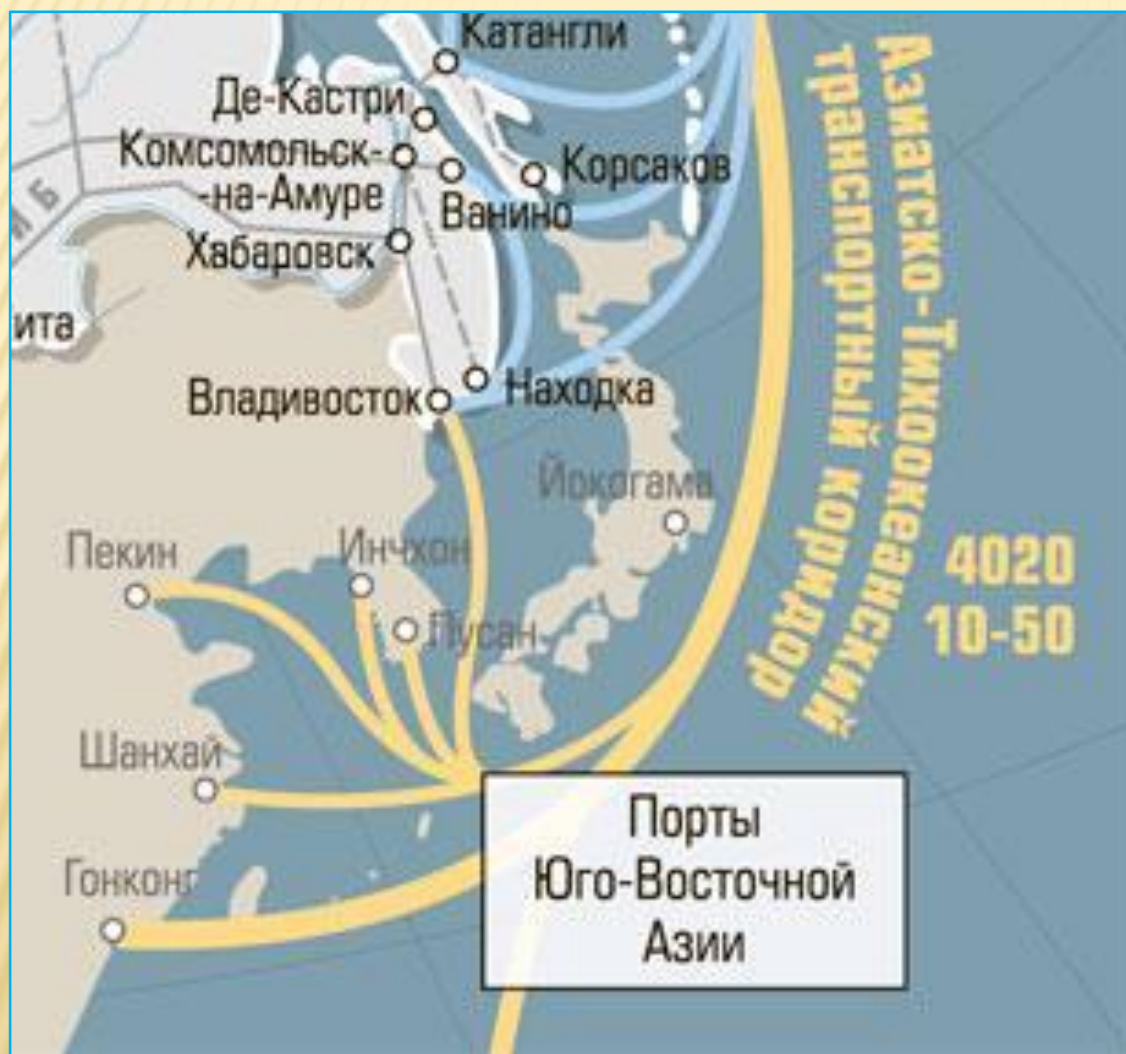 Катангли
Де-Кастри
Комсомольск-
-на-Амуре
Корсаков
Ванино
Хабаровск
ита
Владивосток
Находка
Йокогама
Пекин
Инчхон
Пусан
Шанхай
Гонконг
Порты
Юго-Восточной
Азии
Азиатско-Тихоокеанский
транспортный коридор
4020
10-50